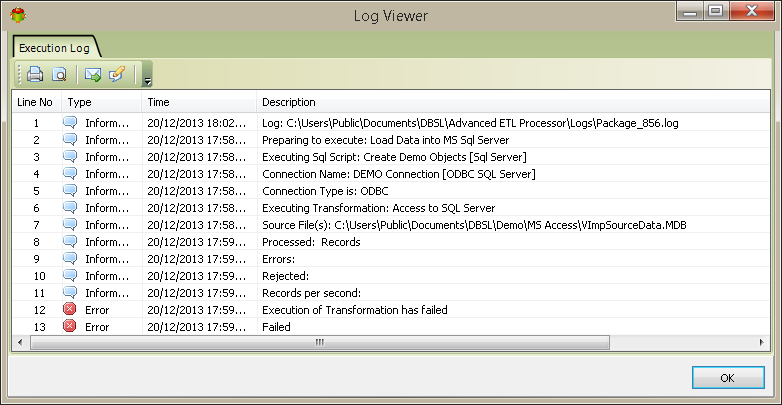 Log Viewer
Execution Log
Line No Type Time Description
1 Inform... 20/12/2013 18:02... Log: C:\Users\Public\Documents\DBSL\Advanced ETL Processor\Logs\Package_856.log
2 Inform... 20/12/2013 17:58... Preparing to execute: Load Data into MS Sql Server
3 Inform... 20/12/2013 17:58... Executing Sql Script: Create Demo Objects [Sql Server]
4 Inform... 20/12/2013 17:58... Connection Name: DEMO Connection [ODBC SQL Server]
5 Inform... 20/12/2013 17:58... Connection Type is: ODBC
6 Inform... 20/12/2013 17:58... Executing Transformation: Access to SQL Server
7 Inform... 20/12/2013 17:58... Source File(s): C:\Users\Public\Documents\DBSL\Demo\MS Access\VImpSourceData.MDB
8 Inform... 20/12/2013 17:59... Processed:  Records
9 Inform... 20/12/2013 17:59... Errors:
10 Inform... 20/12/2013 17:59... Rejected:
11 Inform... 20/12/2013 17:59... Records per second:
12 Error 20/12/2013 17:59... Execution of Transformation has failed
13 Error 20/12/2013 17:59... Failed
OK